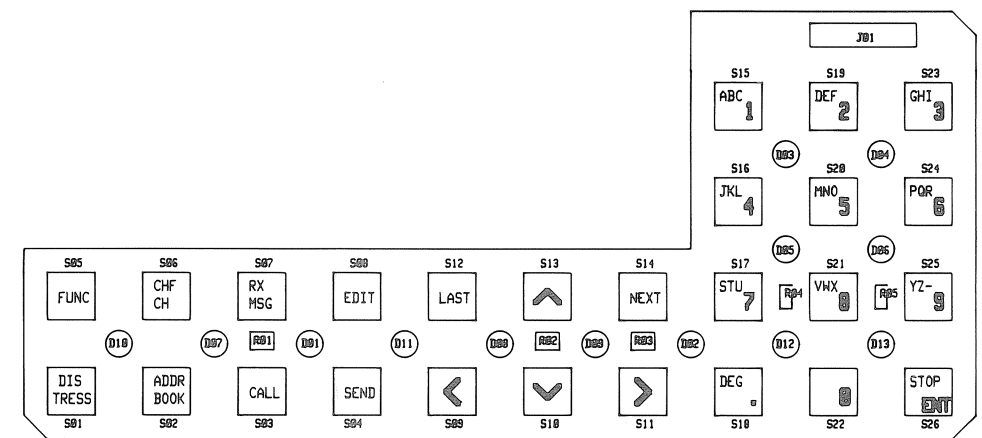 J01
S15 S19 S23
ABC 1 DEF 2 GHI 3
D03 D04
S16 S20 S24
JKL 4 MNO 5 PQR 6
D05 D06
S05 S06 S07 S08 S12 S13 S14 S17 S21 S25
FUNC CHF CH RX MSG EDIT LAST NEXT STU 7 VWX 8 YZ- 9
R04 R05
D10 D07 R01 D01 D11 D08 R02 D09 R03 D02 D12 D13
DIS TRESS ADDR BOOK CALL SEND DEG . 0 STOP ENT
S01 S02 S03 S04 S09 S10 S11 S18 S22 S26